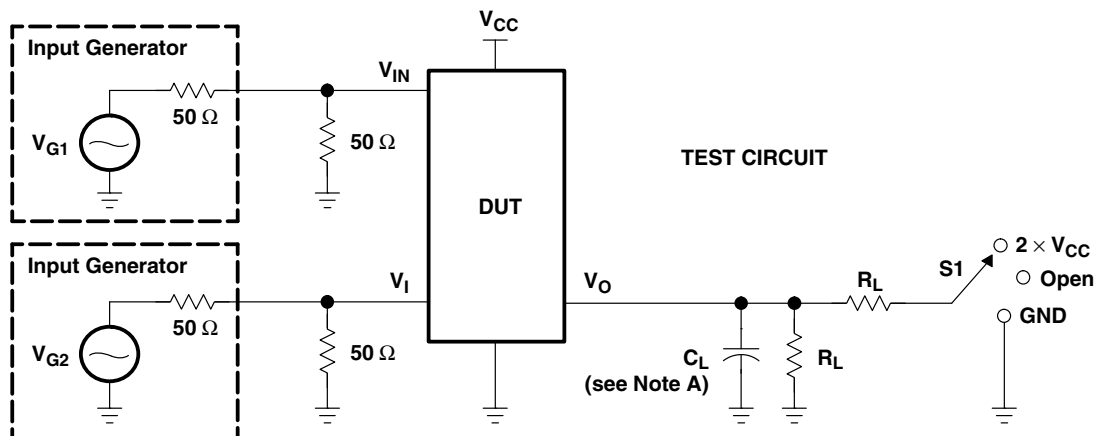 V_CC
Input Generator
V_IN
50 Ω
V_G1
50 Ω
TEST CIRCUIT
DUT
Input Generator
V_I
V_O
S1
2 × V_CC
Open
R_L
GND
50 Ω
V_G2
50 Ω
C_L
(see Note A)
R_L